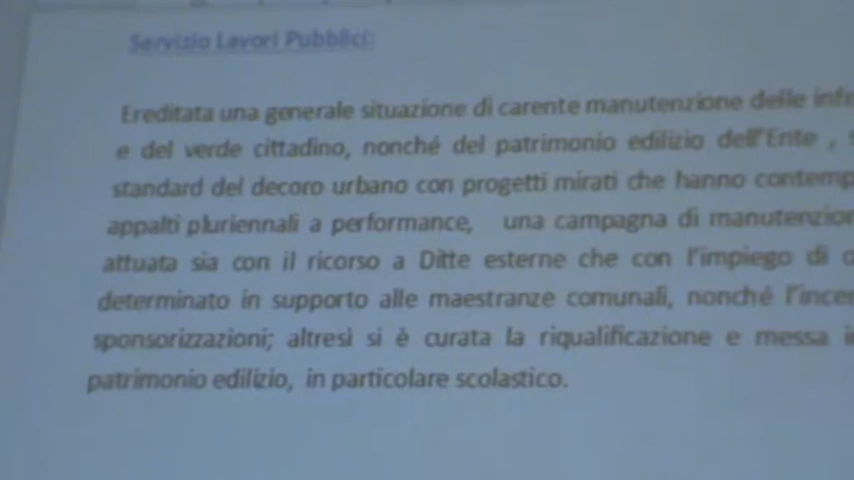 Servizio Lavori Pubblici:
Ereditata una generale situazione di carente manutenzione delle
e del verde cittadino, nonché del patrimonio edilizio dell'Ente ,
standard del decoro urbano con progetti mirati che hanno
appalti pluriennali a performance, una campagna di
attuata sia con il ricorso a Ditte esterne che con l'impiego di
determinato in supporto alle maestranze comunali, nonché
sponsorizzazioni; altresì si è curata la riqualificazione e messa
patrimonio edilizio, in particolare scolastico.